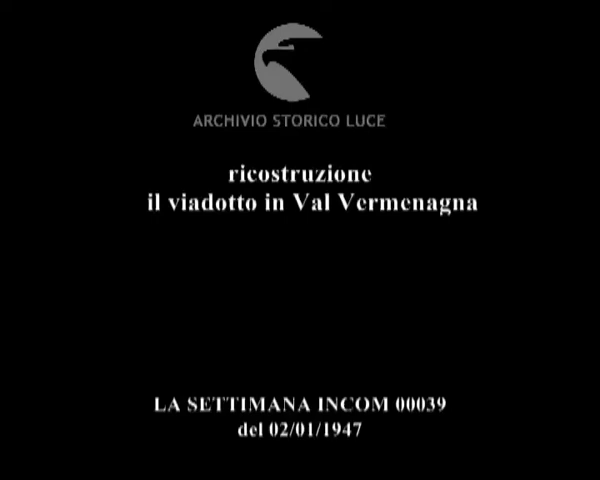 ARCHIVIO STORICO LUCE
ricostruzione
il viadotto in Val Vermenagna
LA SETTIMANA INCOM 00039
del 02/01/1947